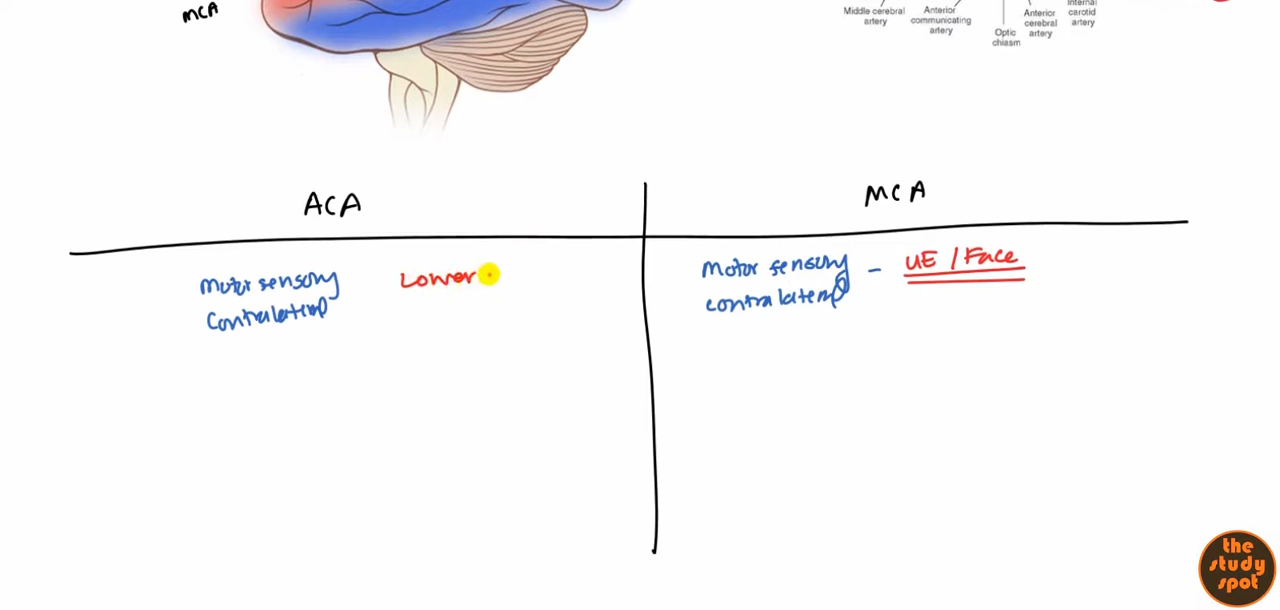 MCA
Middle cerebral
artery
Anterior
communicating
artery
Optic
chiasm
Anterior
cerebral
artery
Internal
carotid
artery
ACA
MCA
Motor sensory
Contralateral
Lower
Motor sensory
contralateral
- UE / Face
the
study
spot